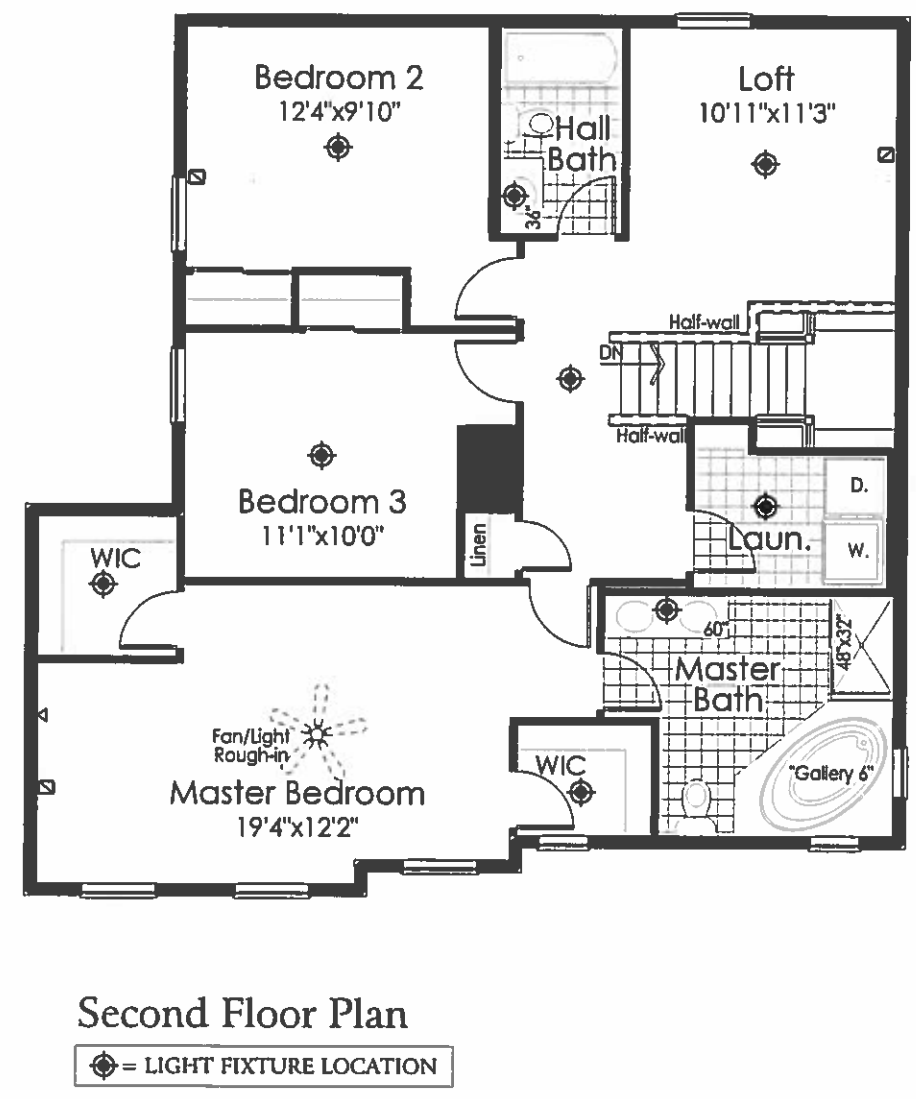 Bedroom 2
12'4"x9'10"
Hall
Bath
36"
Loft
10'11"x11'3"
Half-wall
DN
Half-wall
Bedroom 3
11'1"x10'0"
Linen
D.
Laun.
W.
WIC
60"
48"x32"
Master
Bath
Fan/Light
Rough-in
Master Bedroom
19'4"x12'2"
WIC
"Gallery 6"
Second Floor Plan
= LIGHT FIXTURE LOCATION